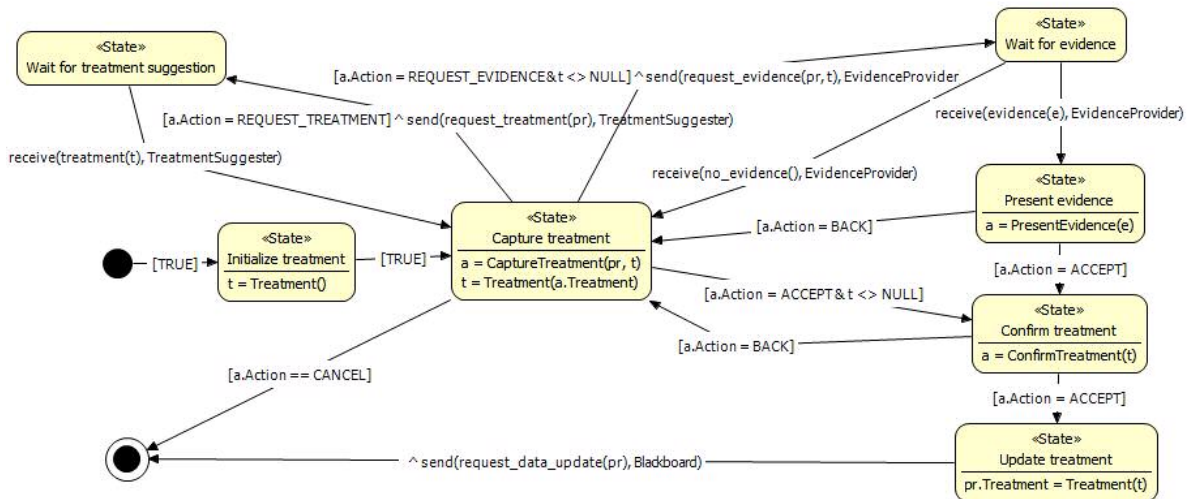 «State»
Wait for treatment suggestion
«State»
Wait for evidence
[a.Action = REQUEST_EVIDENCE&t <> NULL] ^send(request_evidence(pr, t), EvidenceProvider
[a.Action = REQUEST_TREATMENT] ^send(request_treatment(pr), TreatmentSuggester)
receive(evidence(e), EvidenceProvider)
receive(treatment(t), TreatmentSuggester)
receive(no_evidence(), EvidenceProvider)
«State»
Present evidence
a = PresentEvidence(e)
«State»
Capture treatment
a = CaptureTreatment(pr, t)
t = Treatment(a.Treatment)
[a.Action = BACK]
«State»
Initialize treatment
t = Treatment()
[TRUE]
[TRUE]
[a.Action = ACCEPT]
[a.Action = ACCEPT& t <> NULL]
«State»
Confirm treatment
a = ConfirmTreatment(t)
[a.Action = BACK]
[a.Action == CANCEL]
[a.Action = ACCEPT]
«State»
Update treatment
pr.Treatment = Treatment(t)
^send(request_data_update(pr), Blackboard)